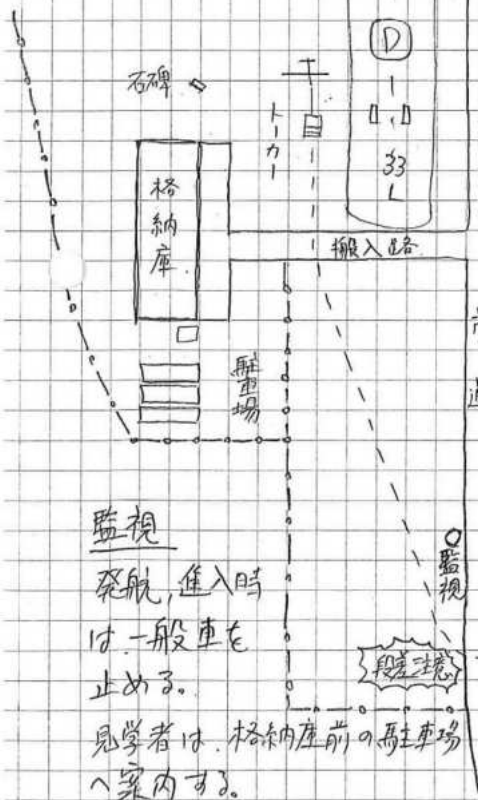 D
石碑
トーカー
33
L
格納庫
搬入路
駐車場
監視
段差注意
監視
発航,進入時
は一般車を
止める。
見学者は、格納庫前の駐車場
へ案内する。